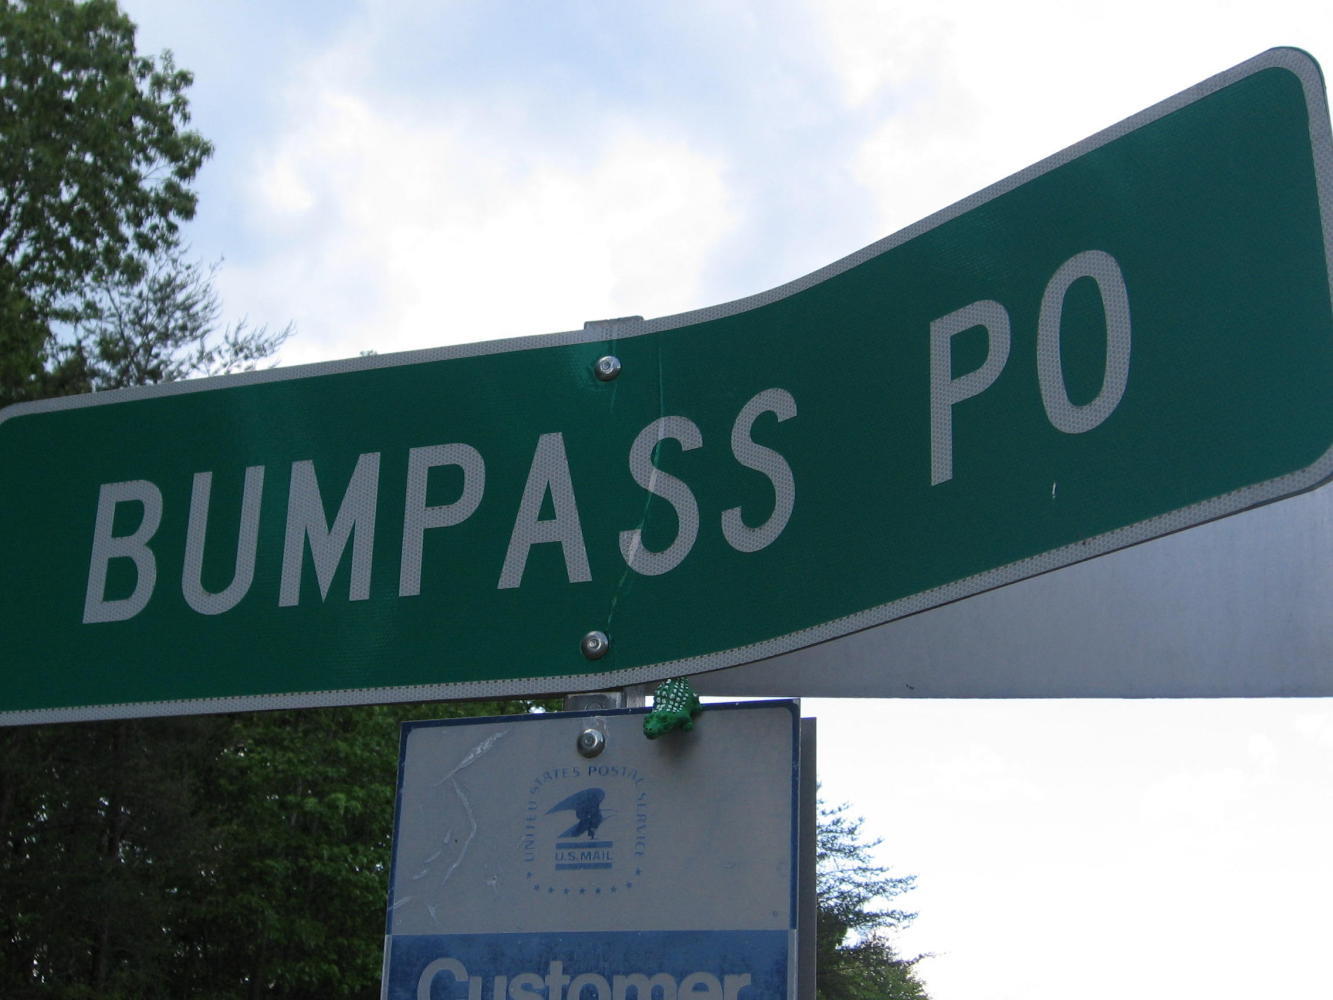 BUMPASS PO
UNITED STATES POSTAL SERVICE
U.S.MAIL
Customer